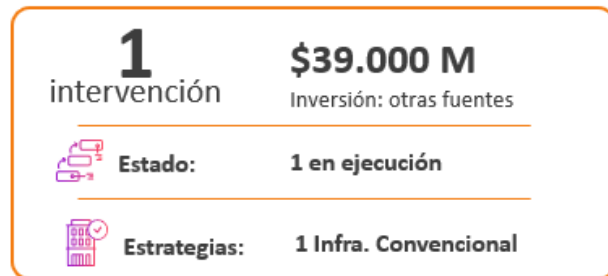 1
intervención
$39.000 M
Inversión: otras fuentes
Estado: 1 en ejecución
Estrategias: 1 Infra. Convencional